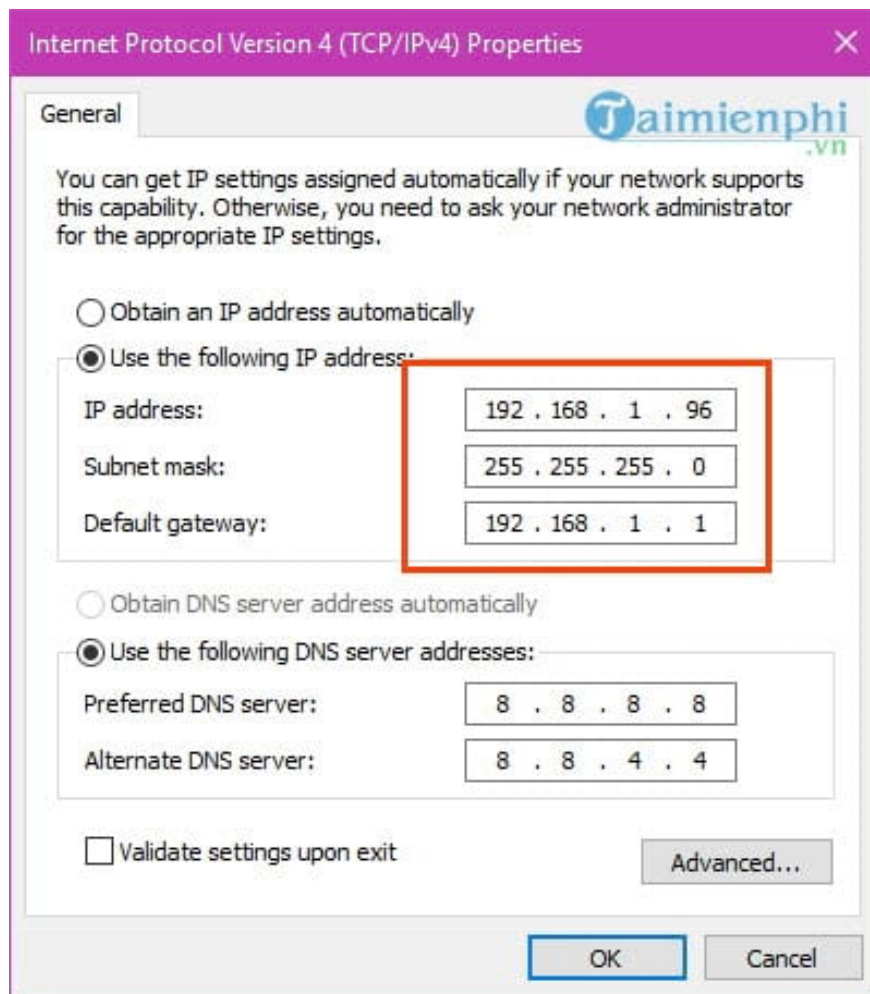 Internet Protocol Version 4 (TCP/IPv4) Properties
General
Taimienphi
.vn
You can get IP settings assigned automatically if your network supports
this capability. Otherwise, you need to ask your network administrator
for the appropriate IP settings.
Obtain an IP address automatically
Use the following IP address:
IP address: 192 . 168 . 1 . 96
Subnet mask: 255 . 255 . 255 . 0
Default gateway: 192 . 168 . 1 . 1
Obtain DNS server address automatically
Use the following DNS server addresses:
Preferred DNS server: 8 . 8 . 8 . 8
Alternate DNS server: 8 . 8 . 4 . 4
Validate settings upon exit
Advanced...
OK Cancel